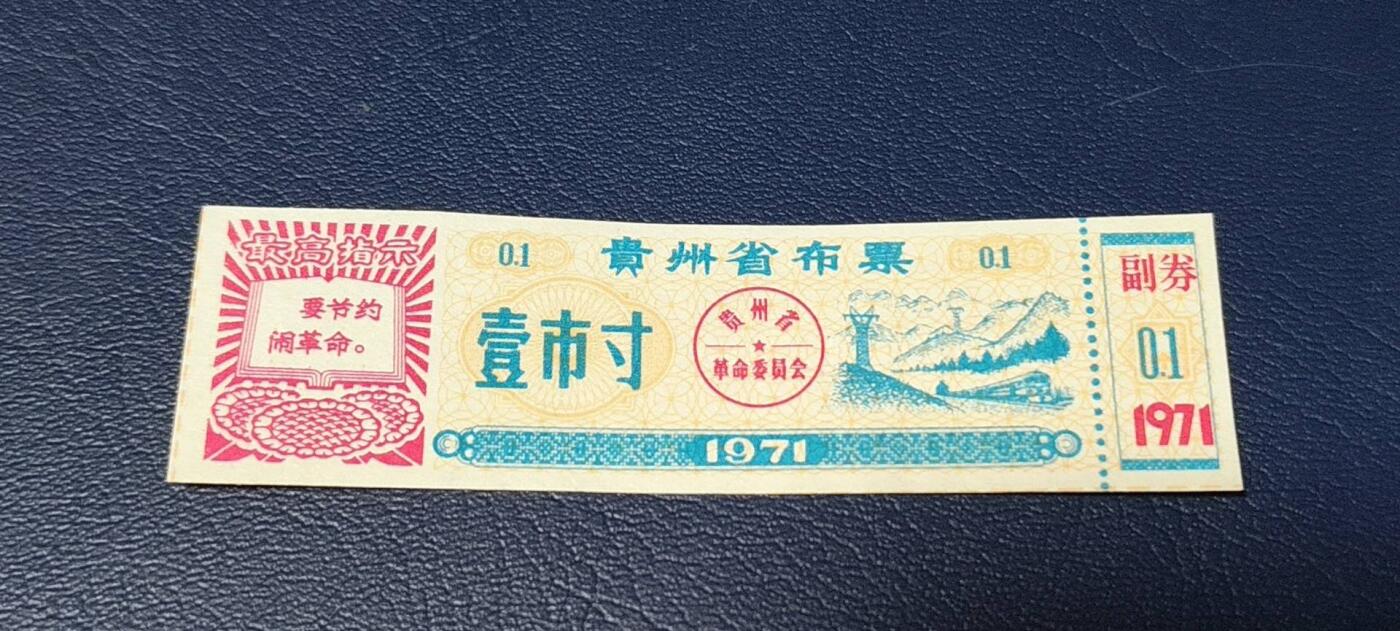 最高指示
要节约
闹革命。
0.1
貴州省布票
0.1
壹市寸
贵州省
革命委员会
1971
副券
0.1
1971